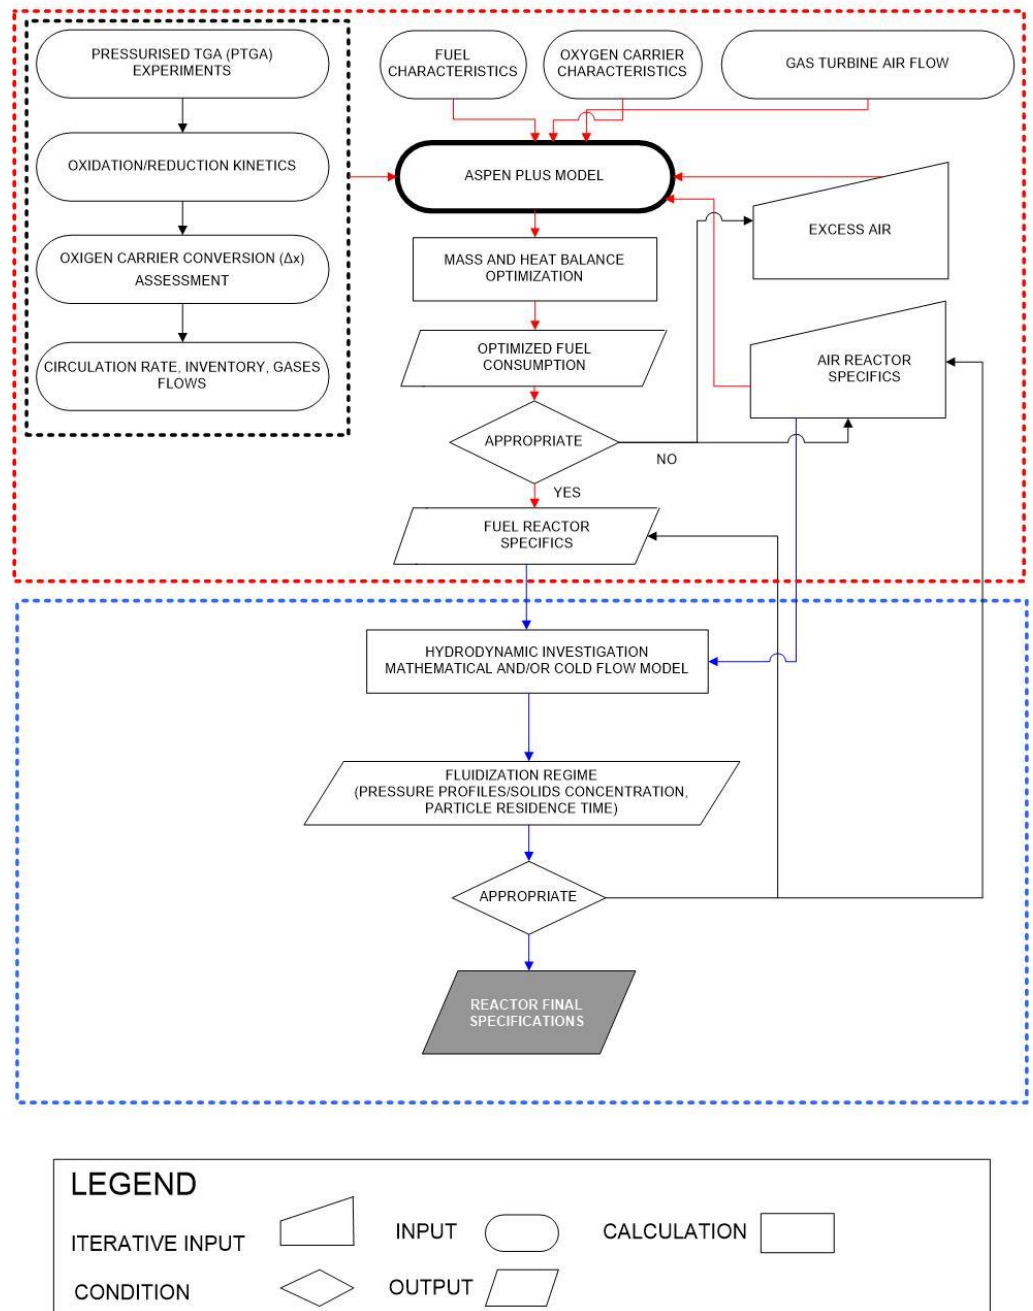 PRESSURISED TGA (PTGA)
EXPERIMENTS
OXIDATION/REDUCTION KINETICS
OXIGEN CARRIER CONVERSION (Δx)
ASSESSMENT
CIRCULATION RATE, INVENTORY, GASES
FLOWS
FUEL
CHARACTERISTICS
OXYGEN CARRIER
CHARACTERISTICS
GAS TURBINE AIR FLOW
ASPEN PLUS MODEL
EXCESS AIR
MASS AND HEAT BALANCE
OPTIMIZATION
OPTIMIZED FUEL
CONSUMPTION
AIR REACTOR
SPECIFICS
APPROPRIATE
NO
YES
FUEL REACTOR
SPECIFICS
HYDRODYNAMIC INVESTIGATION
MATHEMATICAL AND/OR COLD FLOW MODEL
FLUIDIZATION REGIME
(PRESSURE PROFILES/SOLIDS CONCENTRATION,
PARTICLE RESIDENCE TIME)
APPROPRIATE
REACTOR FINAL
SPECIFICATIONS
LEGEND
ITERATIVE INPUT
INPUT
CALCULATION
CONDITION
OUTPUT